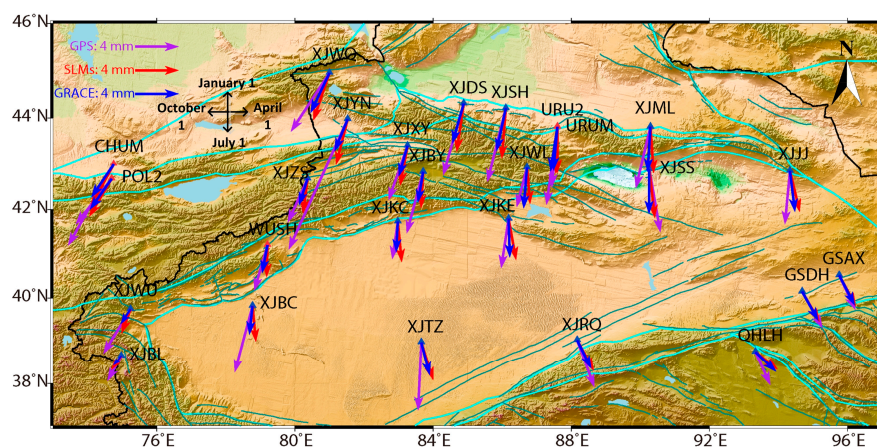 46°N
44°N
42°N
40°N
38°N
GPS: 4 mm
SLMs: 4 mm
GRACE: 4 mm
January 1
October 1
April 1
July 1
N
XJWQ
XJYN
XJDS
XJSH
URU2
URUM
XJML
XJJJ
CHUM
POL2
XJXY
XJBY
XJZS
XJWL
XJSS
XJKC
XJKE
WUSH
XJWU
XJBC
XJBL
XJTZ
XJRQ
GSAX
GSDH
QHLH
76°E
80°E
84°E
88°E
92°E
96°E